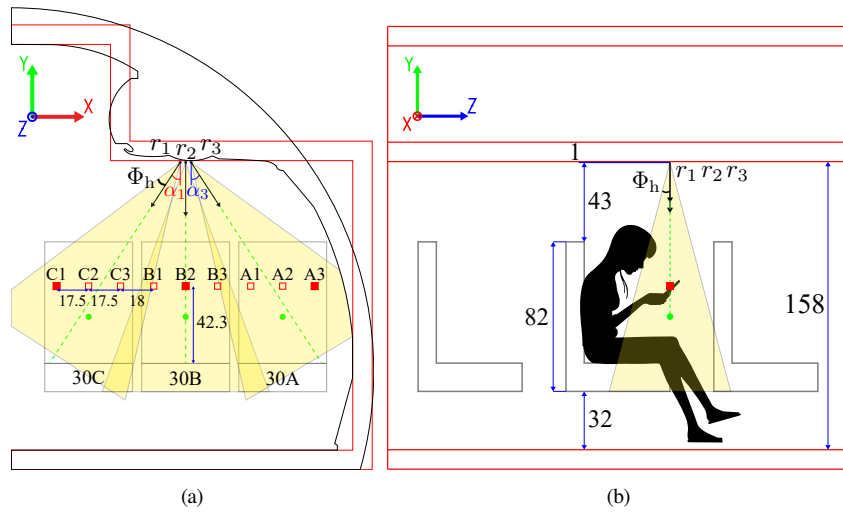 Y
X
Z
r₁ r₂ r₃
Φₕ
α₁ α₃
C1 C2 C3 B1 B2 B3 A1 A2 A3
17.5 17.5 18
42.3
30C 30B 30A
(a)
Y
Z
X
1
r₁ r₂ r₃
Φₕ
43
82
158
32
(b)